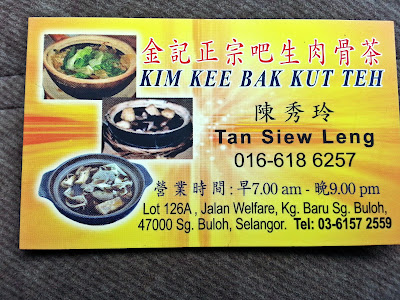 金記正宗吧生肉骨茶
KIM KEE BAK KUT TEH
陳秀玲
Tan Siew Leng
016-618 6257
營業時間:早7.00 am - 晚9.00 pm
Lot 126A , Jalan Welfare, Kg. Baru Sg. Buloh,
47000 Sg. Buloh, Selangor. Tel: 03-6157 2559